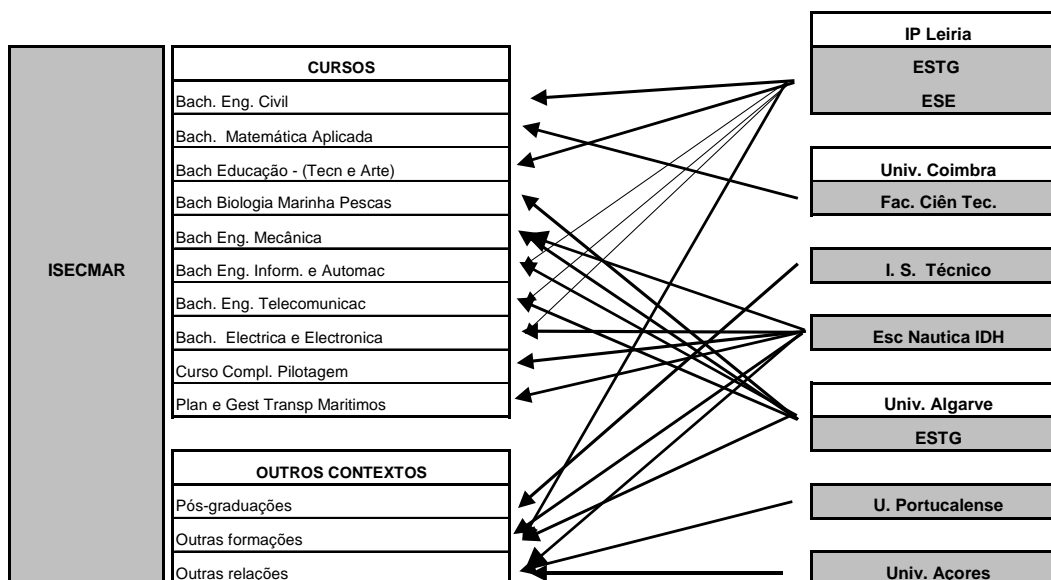 ISECMAR
CURSOS
Bach. Eng. Civil
Bach. Matemática Aplicada
Bach Educação - (Tecn e Arte)
Bach Biologia Marinha Pescas
Bach Eng. Mecânica
Bach Eng. Inform. e Automac
Bach. Eng. Telecomunicac
Bach. Electrica e Electronica
Curso Compl. Pilotagem
Plan e Gest Transp Maritimos
OUTROS CONTEXTOS
Pós-graduações
Outras formações
Outras relações
IP Leiria
ESTG
ESE
Univ. Coimbra
Fac. Ciên Tec.
I. S. Técnico
Esc Nautica IDH
Univ. Algarve
ESTG
U. Portucalense
Univ. Açores